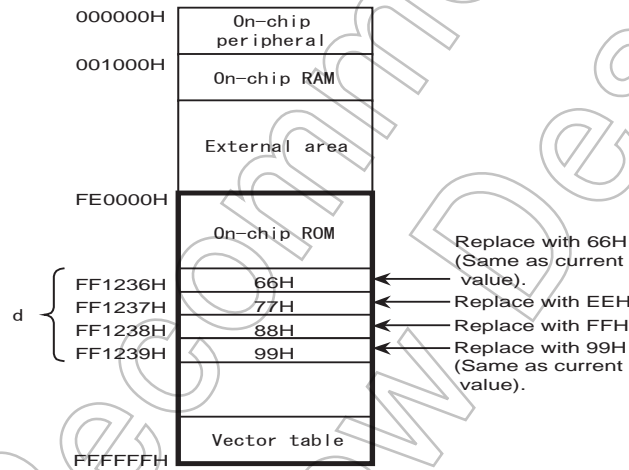 000000H
On-chip
peripheral
001000H
On-chip RAM
External area
FE0000H
On-chip ROM
Replace with 66H
(Same as current
value).
d
FF1236H 66H
FF1237H 77H Replace with EEH
FF1238H 88H Replace with FFH
FF1239H 99H Replace with 99H
(Same as current
value).
Vector table
FFFFFFH